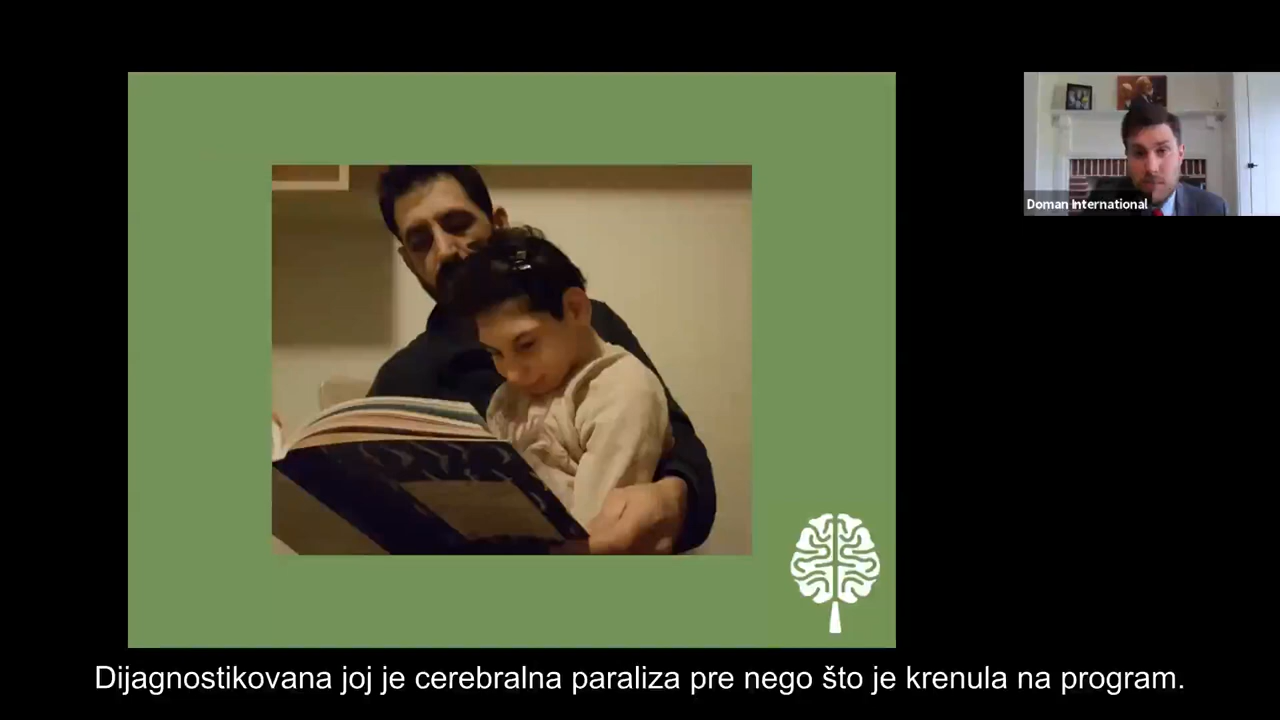 Doman International
Dijagnostikovana joj je cerebralna paraliza pre nego što je krenula na program.